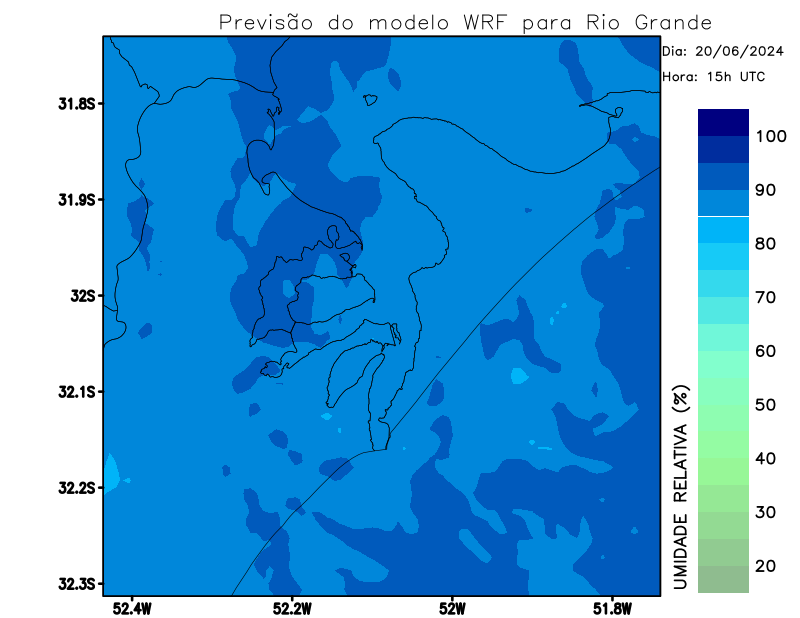 Previsão do modelo WRF para Rio Grande
Dia: 20/06/2024
Hora: 15h UTC
31.8S
31.9S
32S
32.1S
32.2S
32.3S
52.4W
52.2W
52W
51.8W
100
90
80
70
60
50
40
30
20
UMIDADE RELATIVA (%)